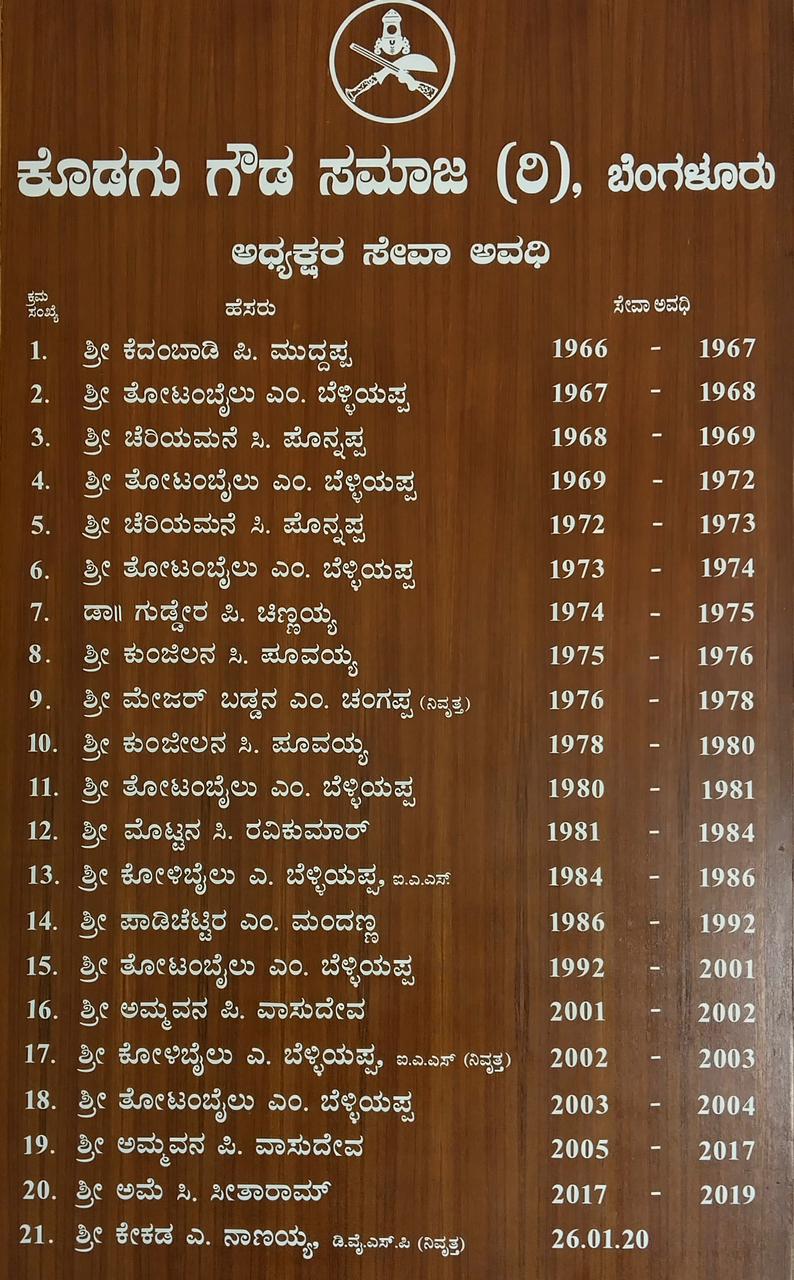 ಕೊಡಗು ಗೌಡ ಸಮಾಜ (ರಿ), ಬೆಂಗಳೂರು
ಅಧ್ಯಕ್ಷರ ಸೇವಾ ಅವಧಿ
ಕ್ರಮ ಸಂಖ್ಯೆ ಹೆಸರು ಸೇವಾ ಅವಧಿ
1. ಶ್ರೀ ಕೆದಂಬಾಡಿ ಪಿ. ಮುದ್ದಪ್ಪ 1966 - 1967
2. ಶ್ರೀ ತೋಟಂಬೈಲು ಎಂ. ಬೆಳ್ಳಿಯಪ್ಪ 1967 - 1968
3. ಶ್ರೀ ಚೆರಿಯಮನೆ ಸಿ. ಪೊನ್ನಪ್ಪ 1968 - 1969
4. ಶ್ರೀ ತೋಟಂಬೈಲು ಎಂ. ಬೆಳ್ಳಿಯಪ್ಪ 1969 - 1972
5. ಶ್ರೀ ಚೆರಿಯಮನೆ ಸಿ. ಪೊನ್ನಪ್ಪ 1972 - 1973
6. ಶ್ರೀ ತೋಟಂಬೈಲು ಎಂ. ಬೆಳ್ಳಿಯಪ್ಪ 1973 - 1974
7. ಡಾ॥ ಗುಡ್ಡೇರ ಪಿ. ಚಿಣ್ಣಯ್ಯ 1974 - 1975
8. ಶ್ರೀ ಕುಂಜಿಲನ ಸಿ. ಪೂವಯ್ಯ 1975 - 1976
9. ಶ್ರೀ ಮೇಜರ್ ಬಡ್ಡನ ಎಂ. ಚಂಗಪ್ಪ (ನಿವೃತ್ತ) 1976 - 1978
10. ಶ್ರೀ ಕುಂಜೀಲನ ಸಿ. ಪೂವಯ್ಯ 1978 - 1980
11. ಶ್ರೀ ತೋಟಂಬೈಲು ಎಂ. ಬೆಳ್ಳಿಯಪ್ಪ 1980 - 1981
12. ಶ್ರೀ ಮೊಟ್ಟನ ಸಿ. ರವಿಕುಮಾರ್ 1981 - 1984
13. ಶ್ರೀ ಕೋಳಿಬೈಲು ಎ. ಬೆಳ್ಳಿಯಪ್ಪ, ಐ.ಎ.ಎಸ್. 1984 - 1986
14. ಶ್ರೀ ಪಾಡಿಚೆಟ್ಟಿರ ಎಂ. ಮಂದಣ್ಣ 1986 - 1992
15. ಶ್ರೀ ತೋಟಂಬೈಲು ಎಂ. ಬೆಳ್ಳಿಯಪ್ಪ 1992 - 2001
16. ಶ್ರೀ ಅಮ್ಮವನ ಪಿ. ವಾಸುದೇವ 2001 - 2002
17. ಶ್ರೀ ಕೋಳಿಬೈಲು ಎ. ಬೆಳ್ಳಿಯಪ್ಪ, ಐ.ಎ.ಎಸ್ (ನಿವೃತ್ತ) 2002 - 2003
18. ಶ್ರೀ ತೋಟಂಬೈಲು ಎಂ. ಬೆಳ್ಳಿಯಪ್ಪ 2003 - 2004
19. ಶ್ರೀ ಅಮ್ಮವನ ಪಿ. ವಾಸುದೇವ 2005 - 2017
20. ಶ್ರೀ ಅಮೆ ಸಿ. ಸೀತಾರಾಮ್ 2017 - 2019
21. ಶ್ರೀ ಕೇಕಡ ಎ. ನಾಣಯ್ಯ, ಡಿ.ವೈ.ಎಸ್.ಪಿ (ನಿವೃತ್ತ) 26.01.20